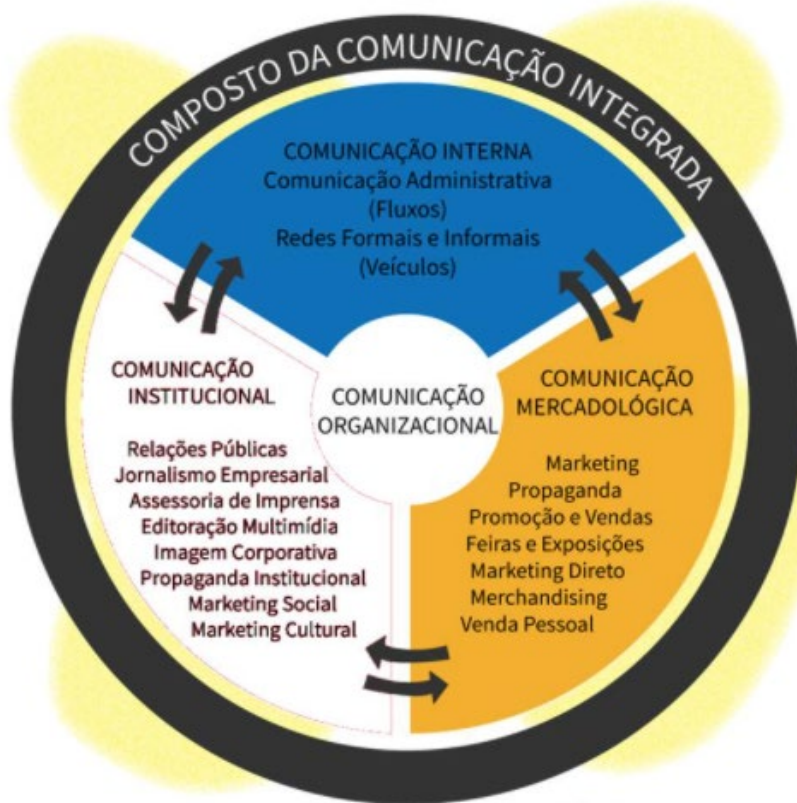 COMPOSTO DA COMUNICAÇÃO INTEGRADA
COMUNICAÇÃO INTERNA
Comunicação Administrativa
(Fluxos)
Redes Formais e Informais
(Veículos)
COMUNICAÇÃO
INSTITUCIONAL
Relações Públicas
Jornalismo Empresarial
Assessoria de Imprensa
Editoração Multimídia
Imagem Corporativa
Propaganda Institucional
Marketing Social
Marketing Cultural
COMUNICAÇÃO
ORGANIZACIONAL
COMUNICAÇÃO
MERCADOLÓGICA
Marketing
Propaganda
Promoção e Vendas
Feiras e Exposições
Marketing Direto
Merchandising
Venda Pessoal